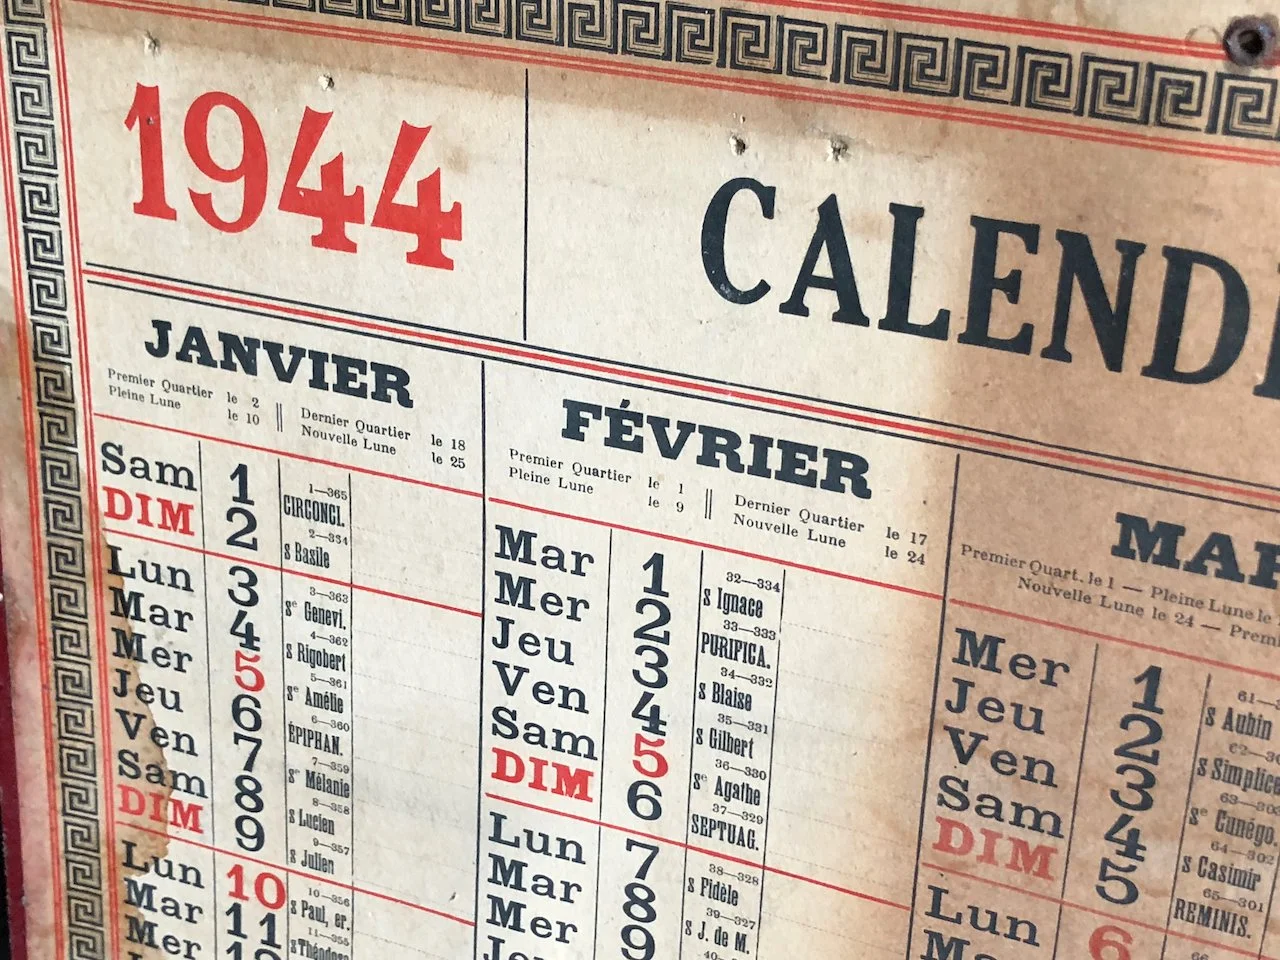 1944
JANVIER
Premier Quartier le 2
Pleine Lune le 10
Dernier Quartier le 18
Nouvelle Lune le 25
Sam 1 1—365 CIRCONCI.
DIM 2 2—334 s Basile
Lun 3 3—363 sᵉ Genevi.
Mar 4 4—362 s Rigobert
Mer 5 5—361 sᵉ Amélie
Jeu 6 6—360 ÉPIPHAN.
Ven 7 7—359 sᵉ Mélanie
Sam 8 8—358 s Lucien
DIM 9 9—357 s Julien
Lun 10 10—356 s Paul, er.
Mar 11 11—355
Mer
FÉVRIER
Premier Quartier le 1
Pleine Lune le 9
Dernier Quartier le 17
Nouvelle Lune le 24
Mar 1 32—334 s Ignace
Mer 2 33—333 PURIFICA.
Jeu 3 34—332 s Blaise
Ven 4 35—331 s Gilbert
Sam 5 36—330 sᵉ Agathe
DIM 6 37—329 SEPTUAG.
Lun 7 38—328 s Fidèle
Mar 8 39—327 s J. de M.
Mer 9
Premier Quart. le 1 — Pleine Lune le
Nouvelle Lune le 24 —
Mer 1 s Aubin
Jeu 2 s Simplice
Ven 3 sᵉ Cunégo.
Sam 4 s Casimir
DIM 5 65—301 REMINIS.
Lun 6